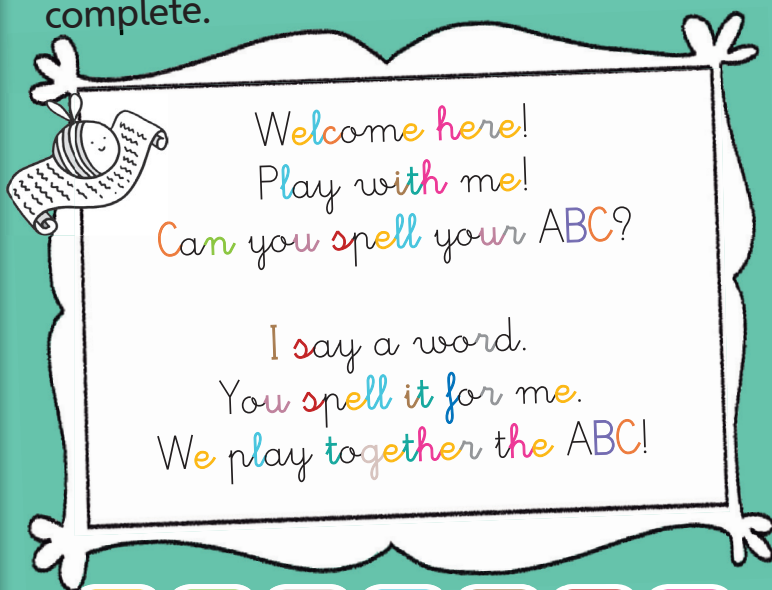 complete.
Welcome here!
Play with me!
Can you spell your ABC?
I say a word.
You spell it for me.
We play together the ABC!